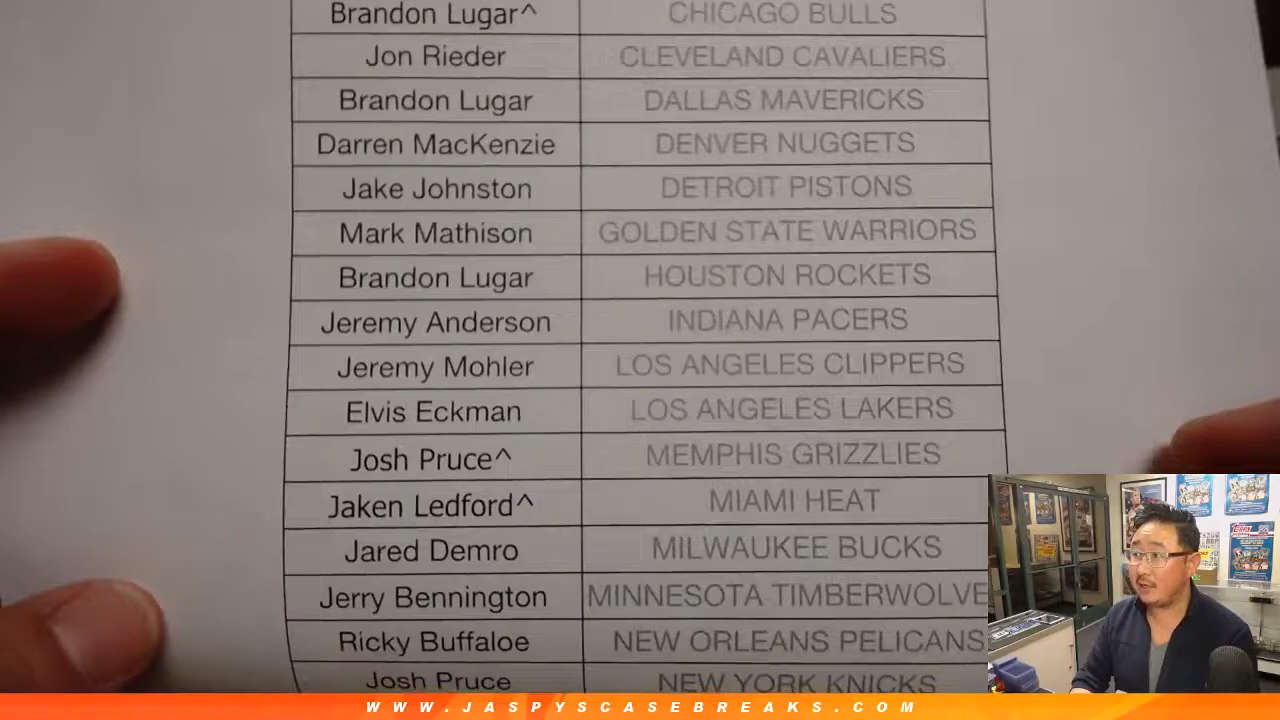 Brandon Lugar^ CHICAGO BULLS
Jon Rieder CLEVELAND CAVALIERS
Brandon Lugar DALLAS MAVERICKS
Darren MacKenzie DENVER NUGGETS
Jake Johnston DETROIT PISTONS
Mark Mathison GOLDEN STATE WARRIORS
Brandon Lugar HOUSTON ROCKETS
Jeremy Anderson INDIANA PACERS
Jeremy Mohler LOS ANGELES CLIPPERS
Elvis Eckman LOS ANGELES LAKERS
Josh Pruce^ MEMPHIS GRIZZLIES
Jaken Ledford^ MIAMI HEAT
Jared Demro MILWAUKEE BUCKS
Jerry Bennington MINNESOTA TIMBERWOLVE
Ricky Buffaloe NEW ORLEANS PELICANS
Josh Pruce NEW YORK KNICKS
WWW.JASPYSCASEBREAKS.COM